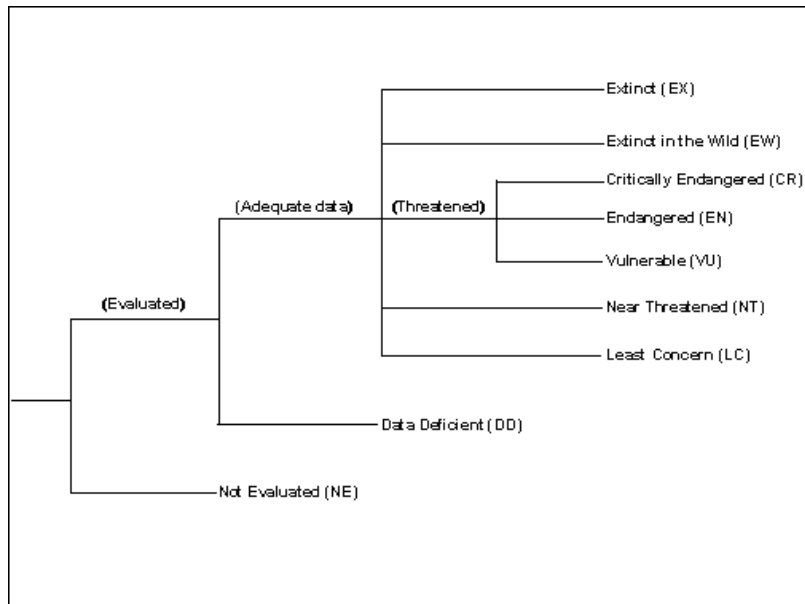 Extinct (EX)
Extinct in the Wild (EW)
Critically Endangered (CR)
(Adequate data)
(Threatened)
Endangered (EN)
Vulnerable (VU)
(Evaluated)
Near Threatened (NT)
Least Concern (LC)
Data Deficient (DD)
Not Evaluated (NE)